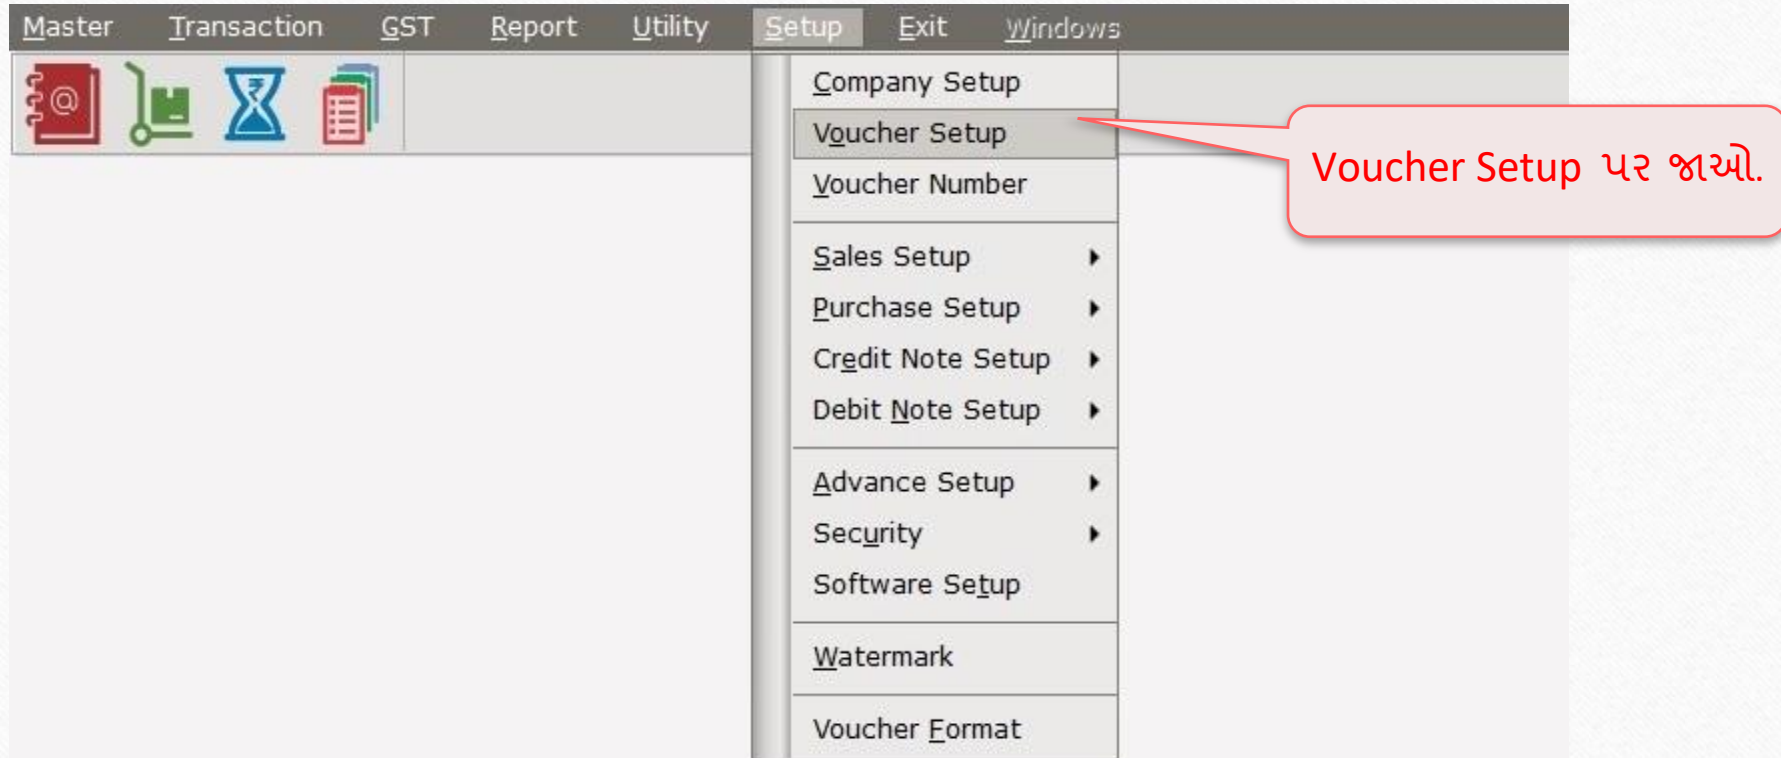 Master Transaction GST Report Utility Setup Exit Windows
Company Setup
Voucher Setup
Voucher Setup પર જાઓ.
Voucher Number
Sales Setup
Purchase Setup
Credit Note Setup
Debit Note Setup
Advance Setup
Security
Software Setup
Watermark
Voucher Format